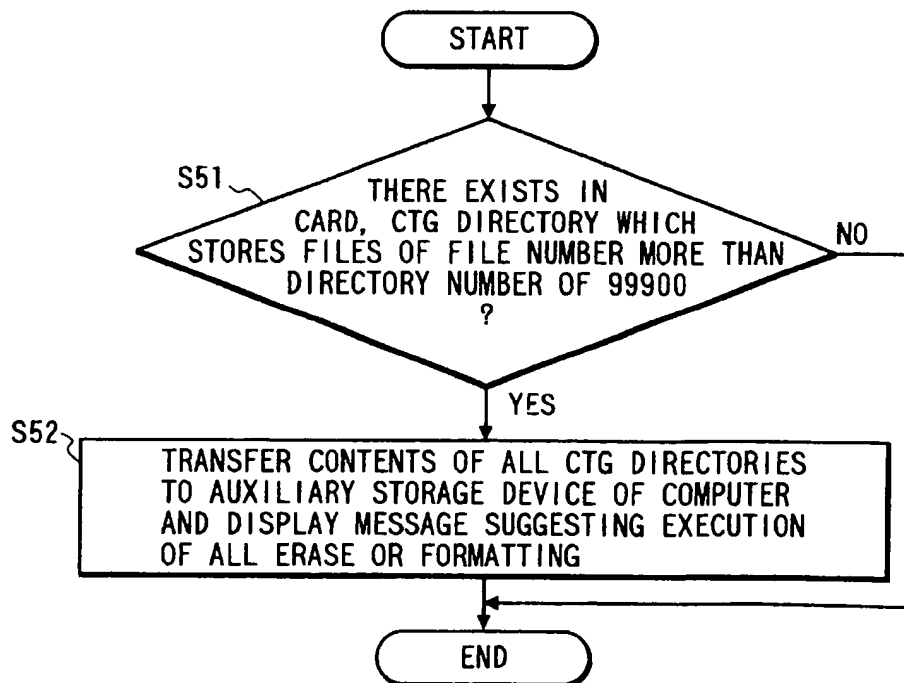 START
S51
THERE EXISTS IN
CARD, CTG DIRECTORY WHICH
STORES FILES OF FILE NUMBER MORE THAN
DIRECTORY NUMBER OF 99900
?
NO
YES
S52
TRANSFER CONTENTS OF ALL CTG DIRECTORIES
TO AUXILIARY STORAGE DEVICE OF COMPUTER
AND DISPLAY MESSAGE SUGGESTING EXECUTION
OF ALL ERASE OR FORMATTING
END